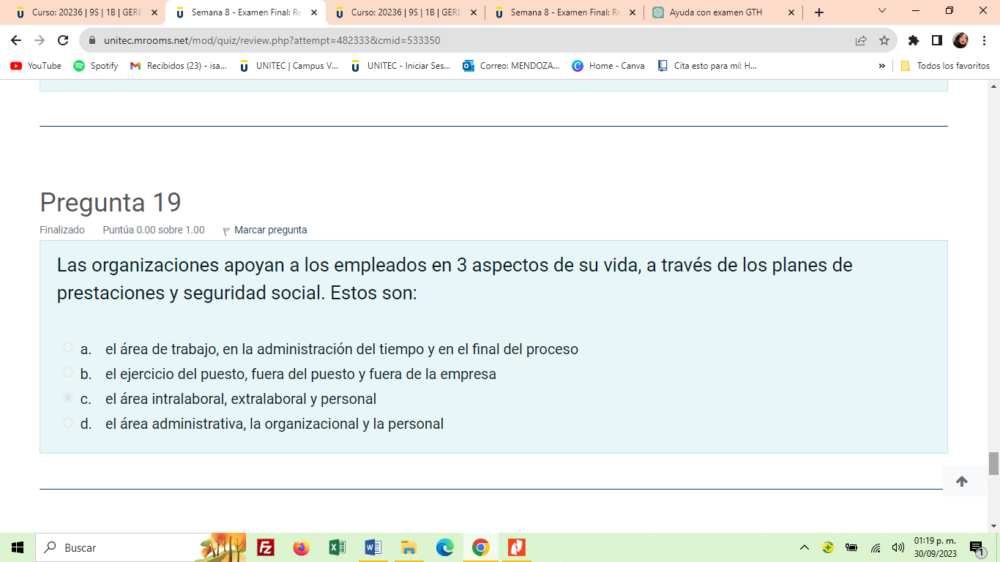 Curso: 20236 | 9S | 1B | GERE
Semana 8 - Examen Final: Re
Curso: 20236 | 9S | 1B | GERE
Semana 8 - Examen Final: Re
Ayuda con examen GTH
unitec.mrooms.net/mod/quiz/review.php?attempt=482333&cmid=533350
YouTube
Spotify
Recibidos (23) - isa...
UNITEC | Campus V...
UNITEC - Iniciar Ses...
Correo: MENDOZA...
Home - Canva
Cita esto para mí: H...
»
Todos los favoritos
Pregunta 19
Finalizado Puntúa 0.00 sobre 1.00 Marcar pregunta
Las organizaciones apoyan a los empleados en 3 aspectos de su vida, a través de los planes de
prestaciones y seguridad social. Estos son:
a. el área de trabajo, en la administración del tiempo y en el final del proceso
b. el ejercicio del puesto, fuera del puesto y fuera de la empresa
c. el área intralaboral, extralaboral y personal
d. el área administrativa, la organizacional y la personal
Buscar
01:19 p. m.
30/09/2023
1